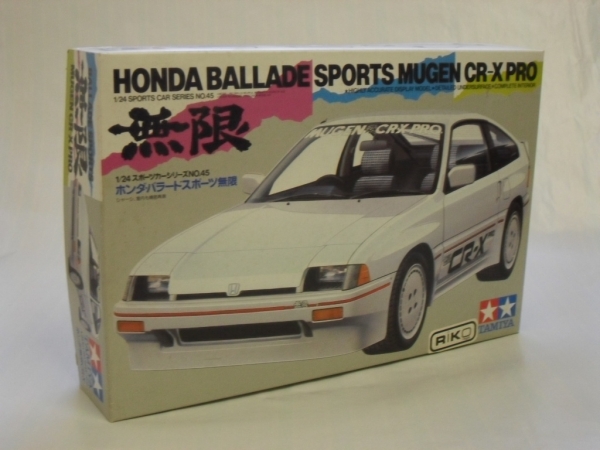 HONDA BALLADE SPORTS MUGEN CR-X PRO
1/24 SPORTS CAR SERIES NO.45
無限
MUGEN CR-X PRO
1/24 スポーツカーシリーズNO.45
ホンダバラードスポーツ無限
CR-X
RIKO
TAMIYA